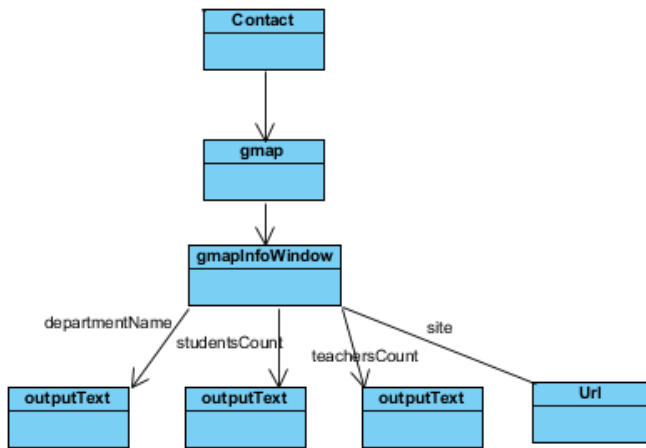 Contact
gmap
gmapInfoWindow
departmentName
studentsCount
teachersCount
site
outputText
outputText
outputText
Url